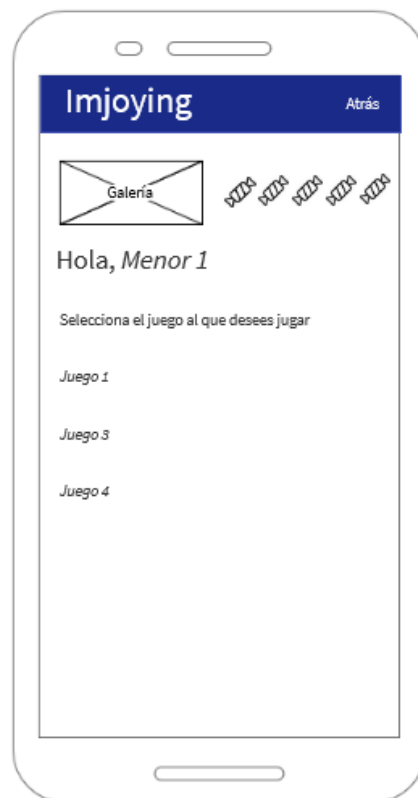 Imjoying
Atrás
Galería
Hola, Menor 1
Selecciona el juego al que desees jugar
Juego 1
Juego 3
Juego 4